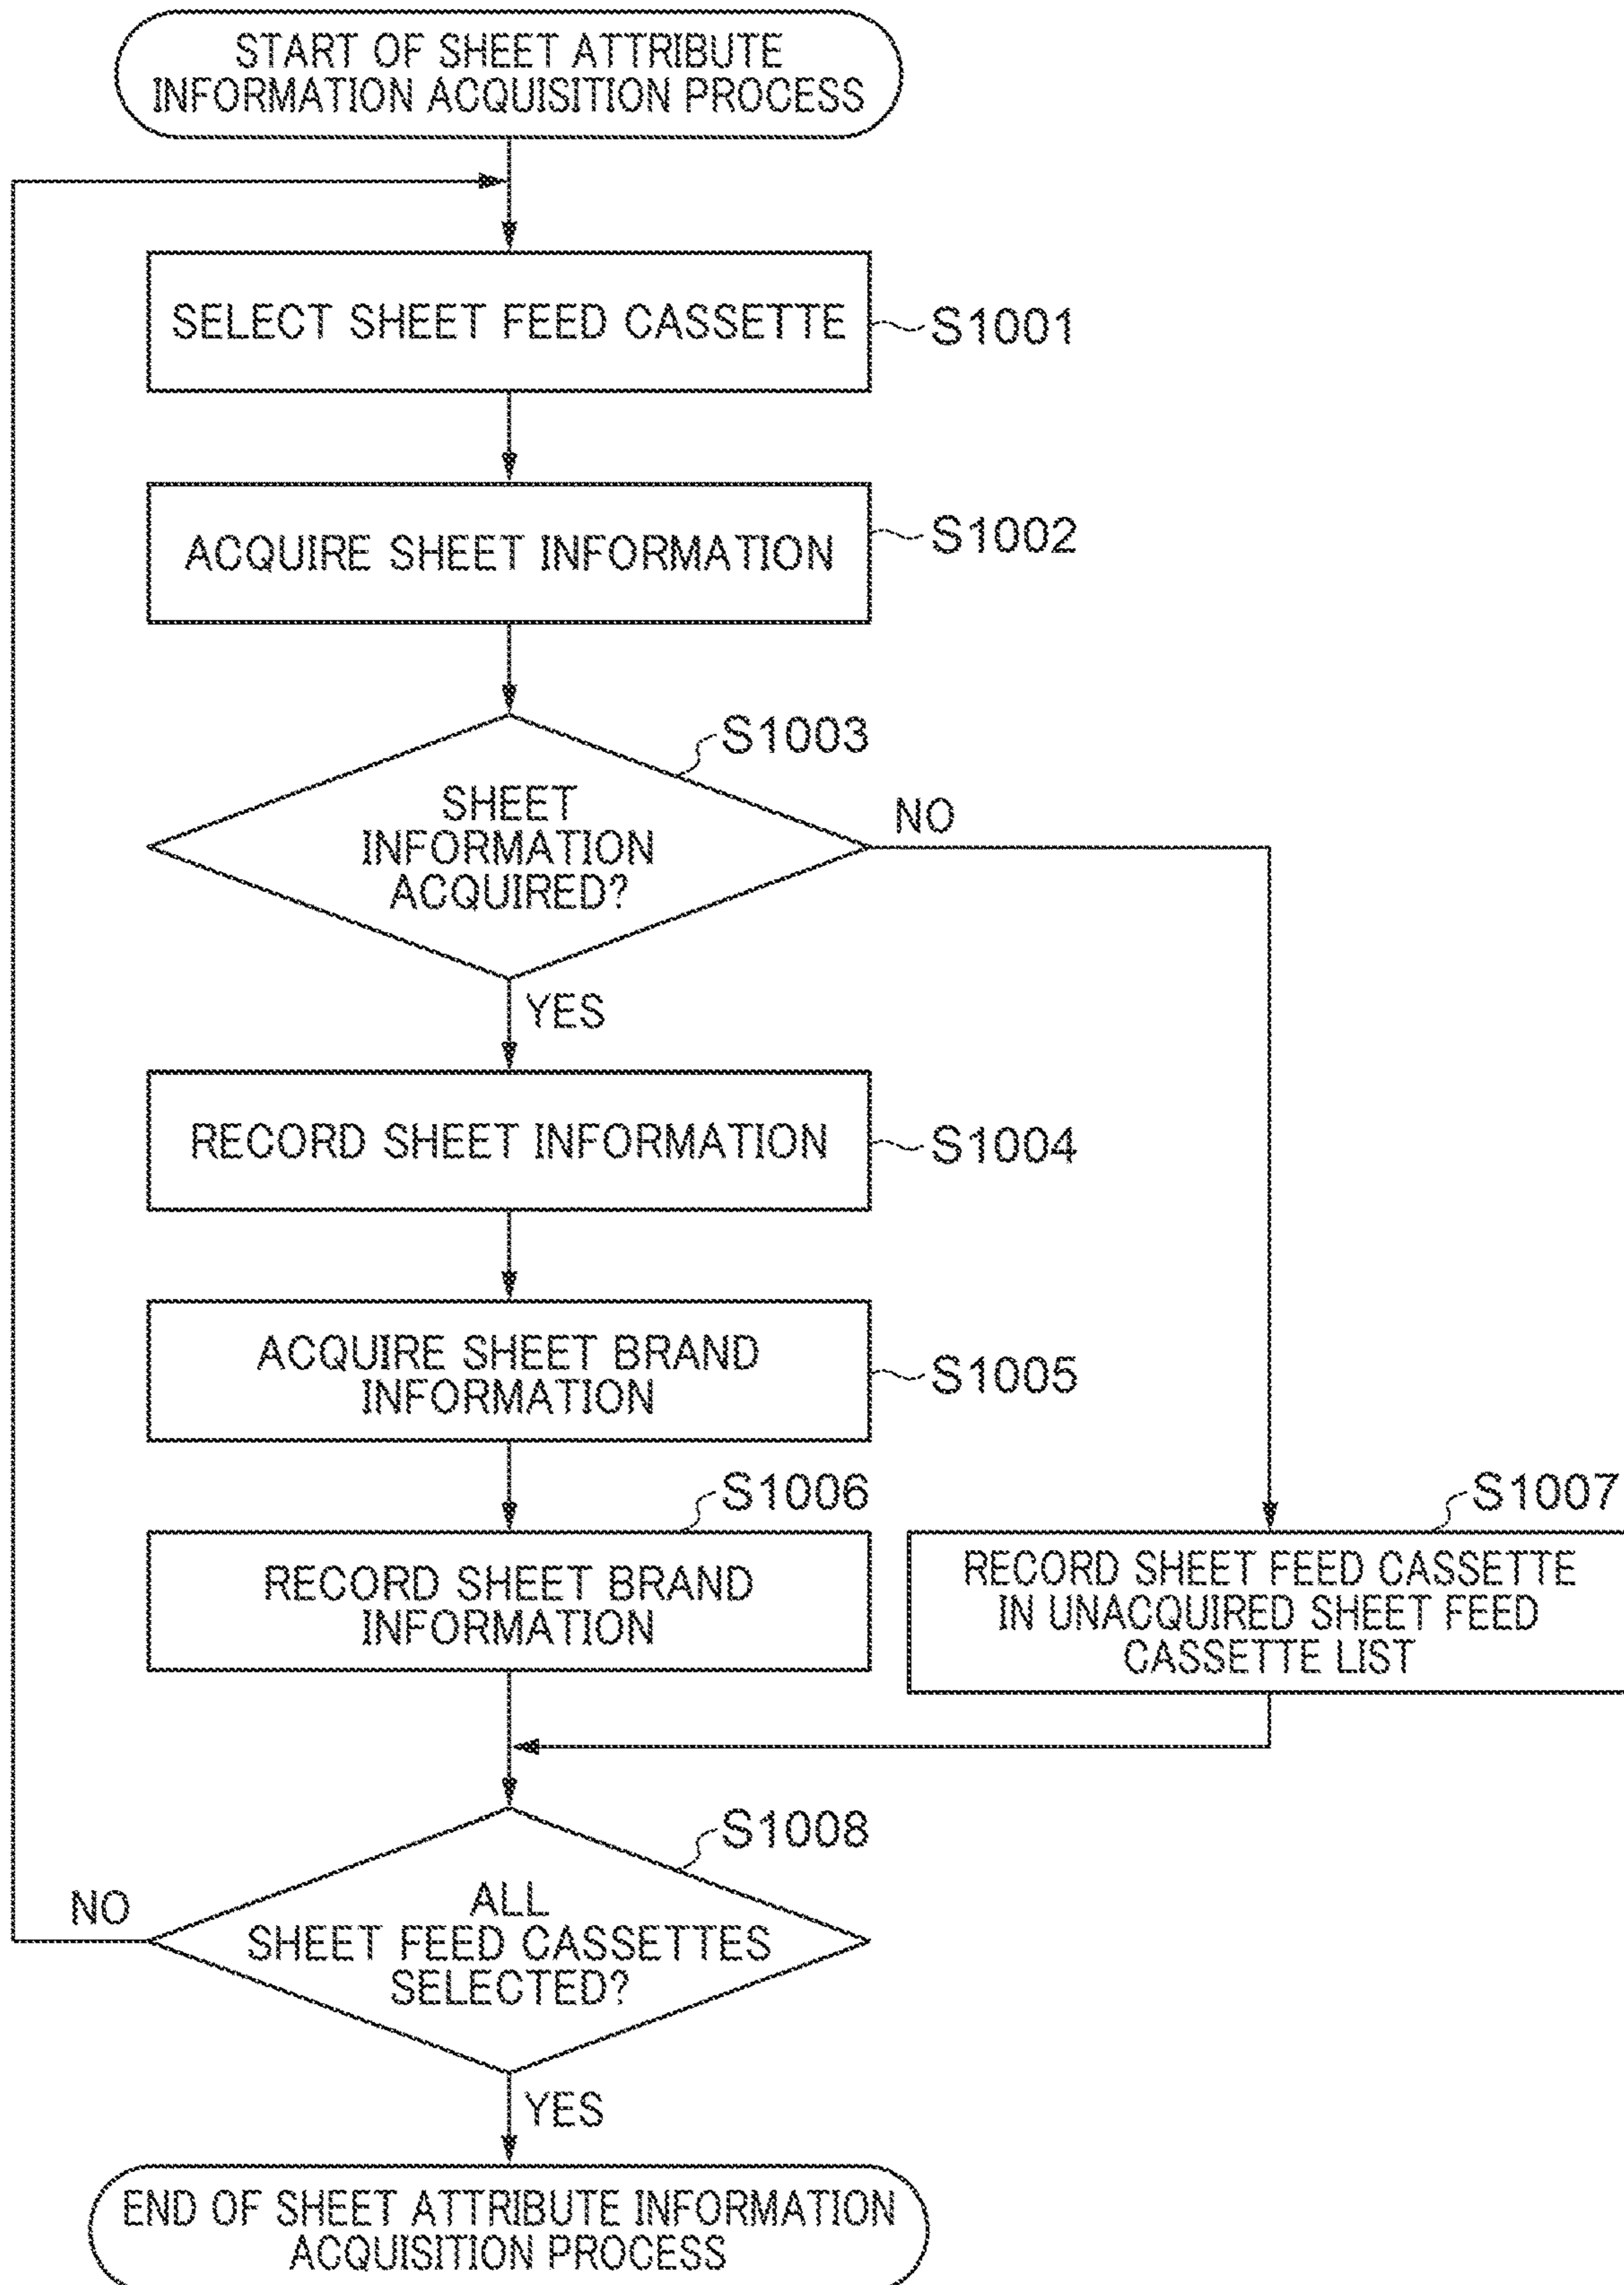 START OF SHEET ATTRIBUTE
INFORMATION ACQUISITION PROCESS
SELECT SHEET FEED CASSETTE
S1001
ACQUIRE SHEET INFORMATION
S1002
S1003
SHEET
INFORMATION
ACQUIRED?
NO
YES
RECORD SHEET INFORMATION
S1004
ACQUIRE SHEET BRAND
INFORMATION
S1005
S1006
RECORD SHEET BRAND
INFORMATION
S1007
RECORD SHEET FEED CASSETTE
IN UNACQUIRED SHEET FEED
CASSETTE LIST
S1008
ALL
SHEET FEED CASSETTES
SELECTED?
NO
YES
END OF SHEET ATTRIBUTE INFORMATION
ACQUISITION PROCESS